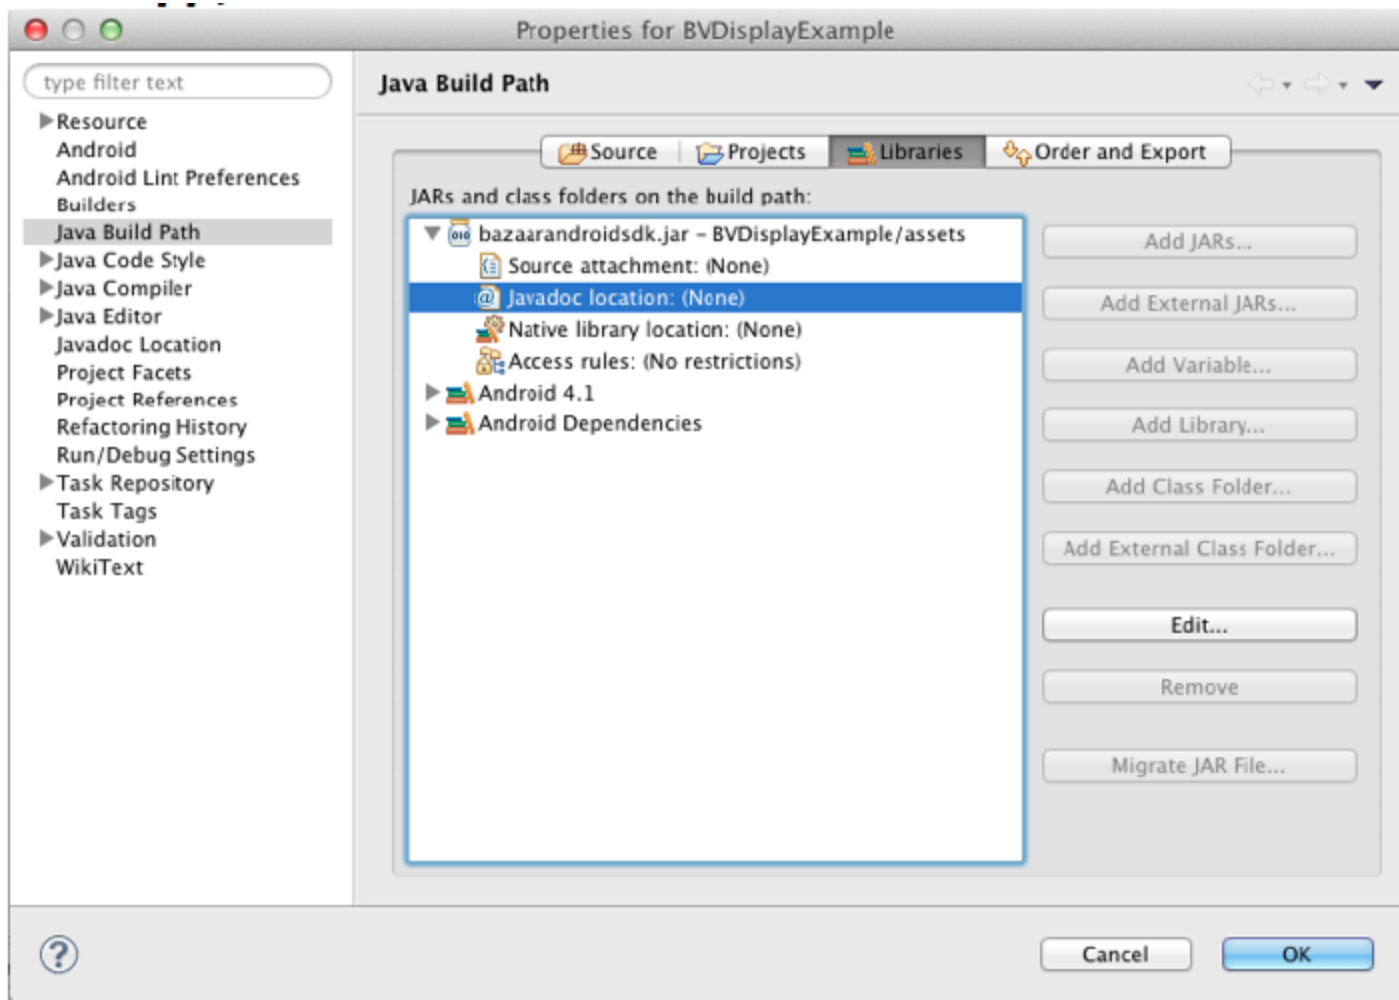 Properties for BVDisplayExample
type filter text
Resource
Android
Android Lint Preferences
Builders
Java Build Path
Java Code Style
Java Compiler
Java Editor
Javadoc Location
Project Facets
Project References
Refactoring History
Run/Debug Settings
Task Repository
Task Tags
Validation
WikiText
Java Build Path
Source
Projects
Libraries
Order and Export
JARs and class folders on the build path:
bazaarandroidsdk.jar - BVDisplayExample/assets
Source attachment: (None)
Javadoc location: (None)
Native library location: (None)
Access rules: (No restrictions)
Android 4.1
Android Dependencies
Add JARs...
Add External JARs...
Add Variable...
Add Library...
Add Class Folder...
Add External Class Folder...
Edit...
Remove
Migrate JAR File...
?
Cancel
OK